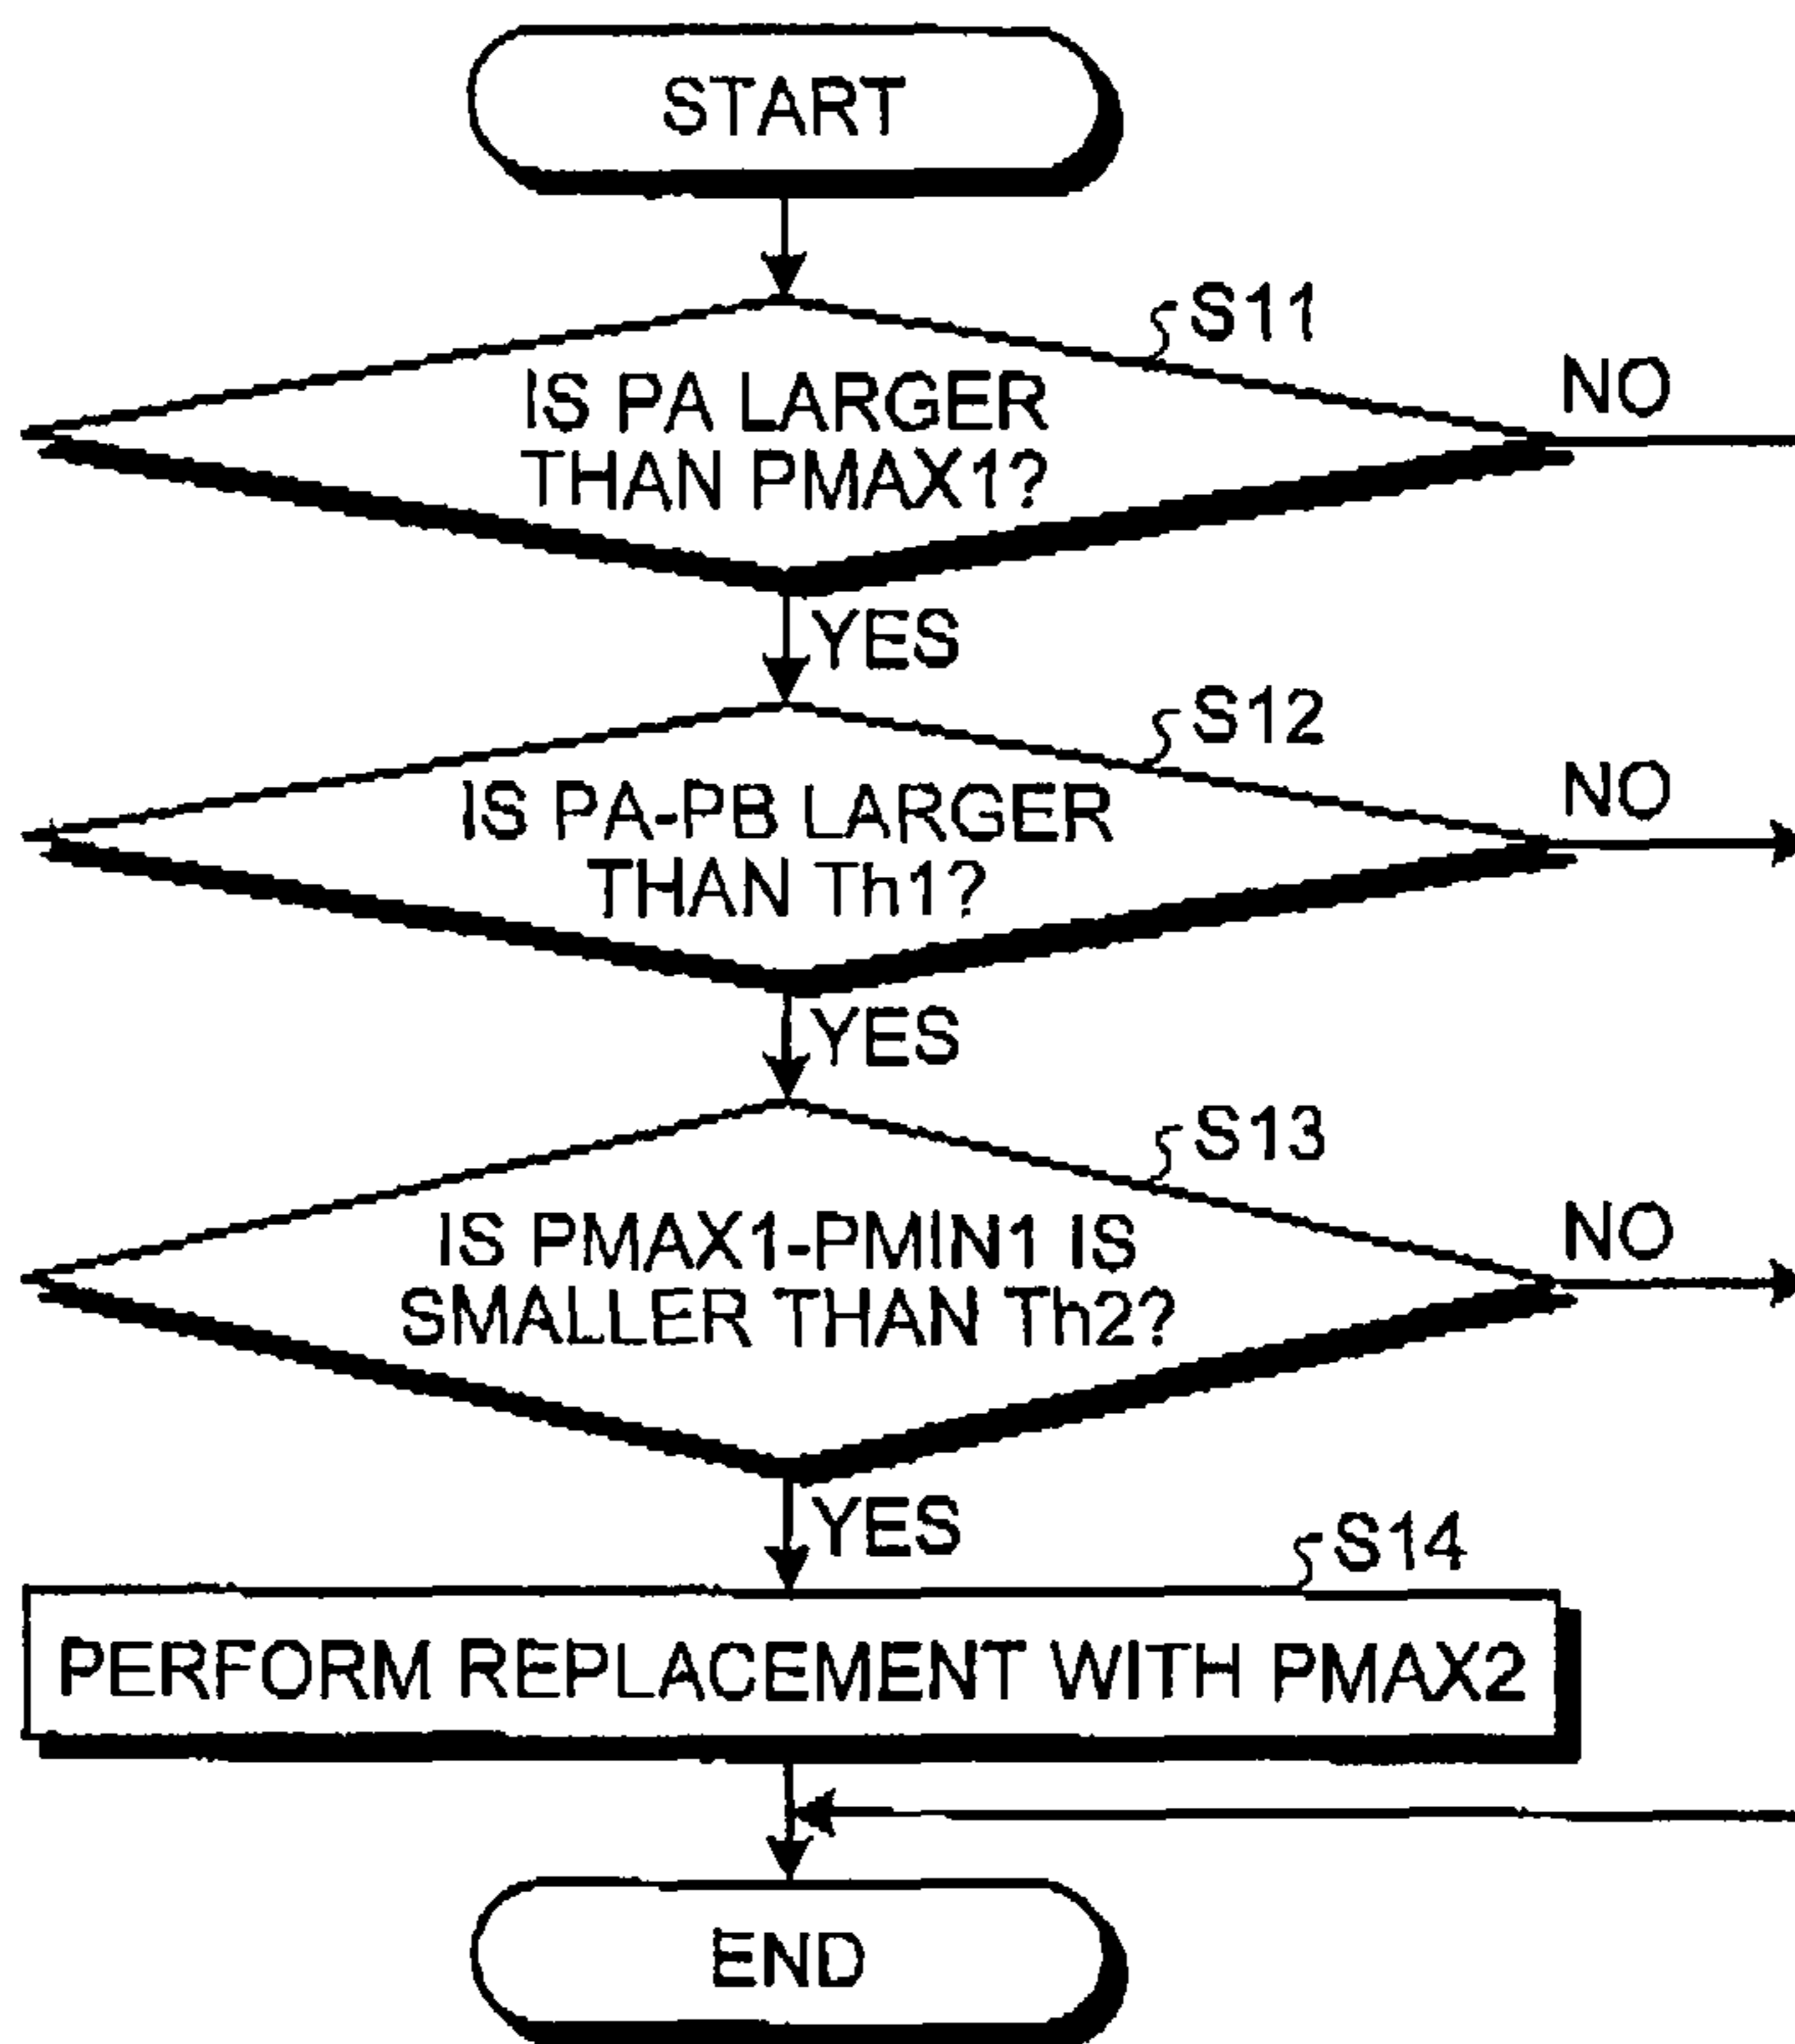 START
S11
IS PA LARGER
THAN PMAX1?
NO
YES
S12
IS PA-PB LARGER
THAN Th1?
NO
YES
S13
IS PMAX1-PMIN1 IS
SMALLER THAN Th2?
NO
YES
S14
PERFORM REPLACEMENT WITH PMAX2
END